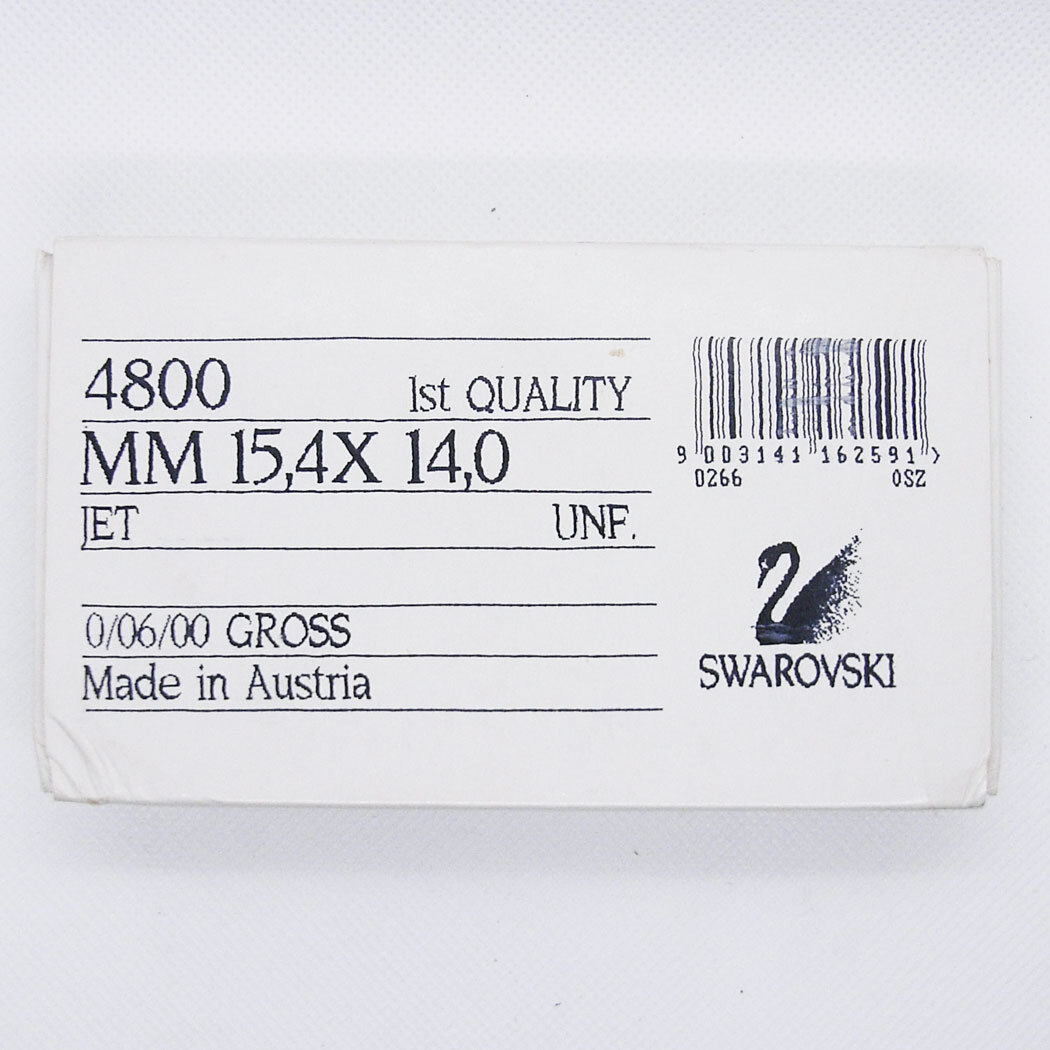 4800 1st QUALITY
MM 15,4X 14,0
JET UNF.
0/06/00 GROSS
Made in Austria
9 003141 162591 >
0266 0SZ
SWAROVSKI